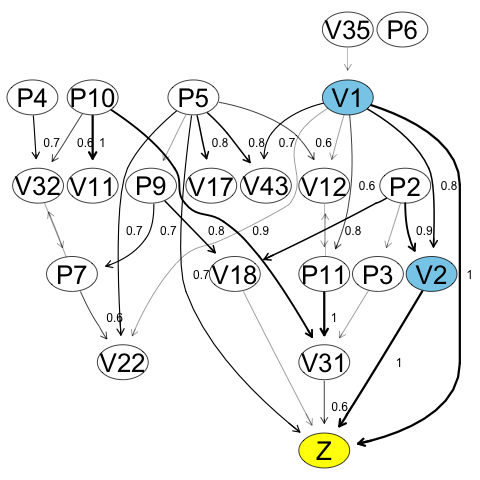 V35 P6
P4 P10 P5 V1
0.7 0.6 1 0.8 0.8 0.7 0.6
V32 V11 P9 V17 V43 V12 0.6 P2 0.8
0.7 0.7 0.8 0.9 0.8 0.9
P7 0.7 V18 P11 P3 V2 1
0.6 1
V22 V31 1
0.6
Z